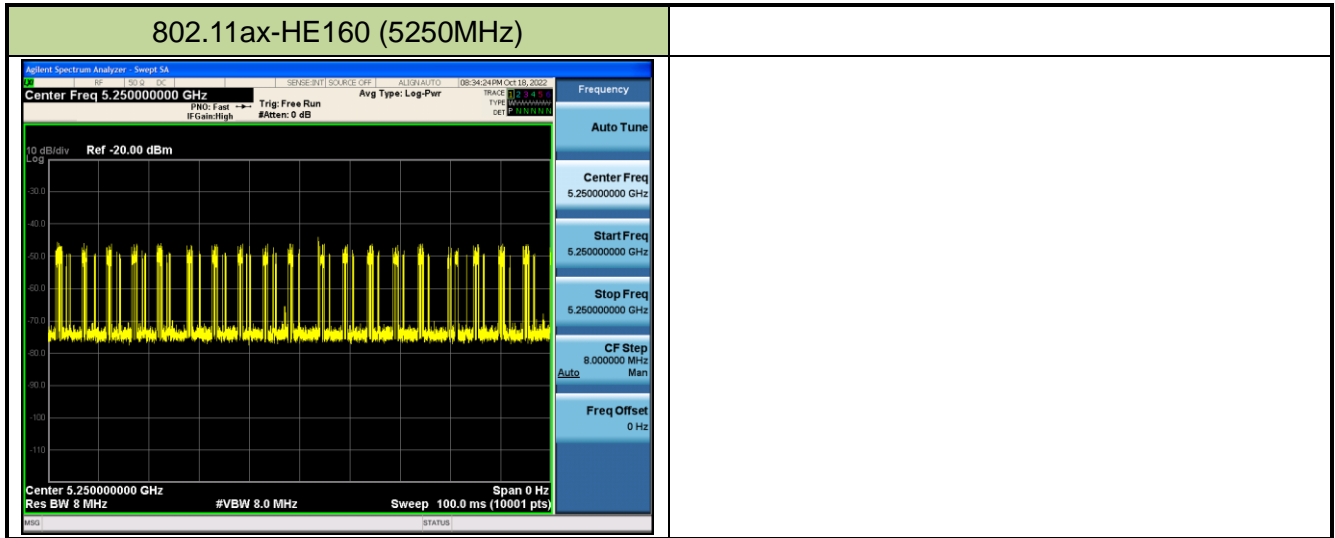 802.11ax-HE160 (5250MHz)
Agilent Spectrum Analyzer - Swept SA
RF 50 Ω DC SENSE:INT SOURCE OFF ALIGN AUTO 08:34:24 PM Oct 18, 2022
Center Freq 5.250000000 GHz Avg Type: Log-Pwr TRACE 1 2 3 4 5 6
PNO: Fast Trig: Free Run TYPE
IFGain:High #Atten: 0 dB DET P N N N N N
Frequency
Auto Tune
10 dB/div Ref -20.00 dBm
Log
-30.0
-40.0
-50.0
-60.0
-70.0
-80.0
-90.0
-100
-110
Center Freq
5.250000000 GHz
Start Freq
5.250000000 GHz
Stop Freq
5.250000000 GHz
CF Step
8.000000 MHz
Auto Man
Freq Offset
0 Hz
Center 5.250000000 GHz Span 0 Hz
Res BW 8 MHz #VBW 8.0 MHz Sweep 100.0 ms (10001 pts)
MSG STATUS